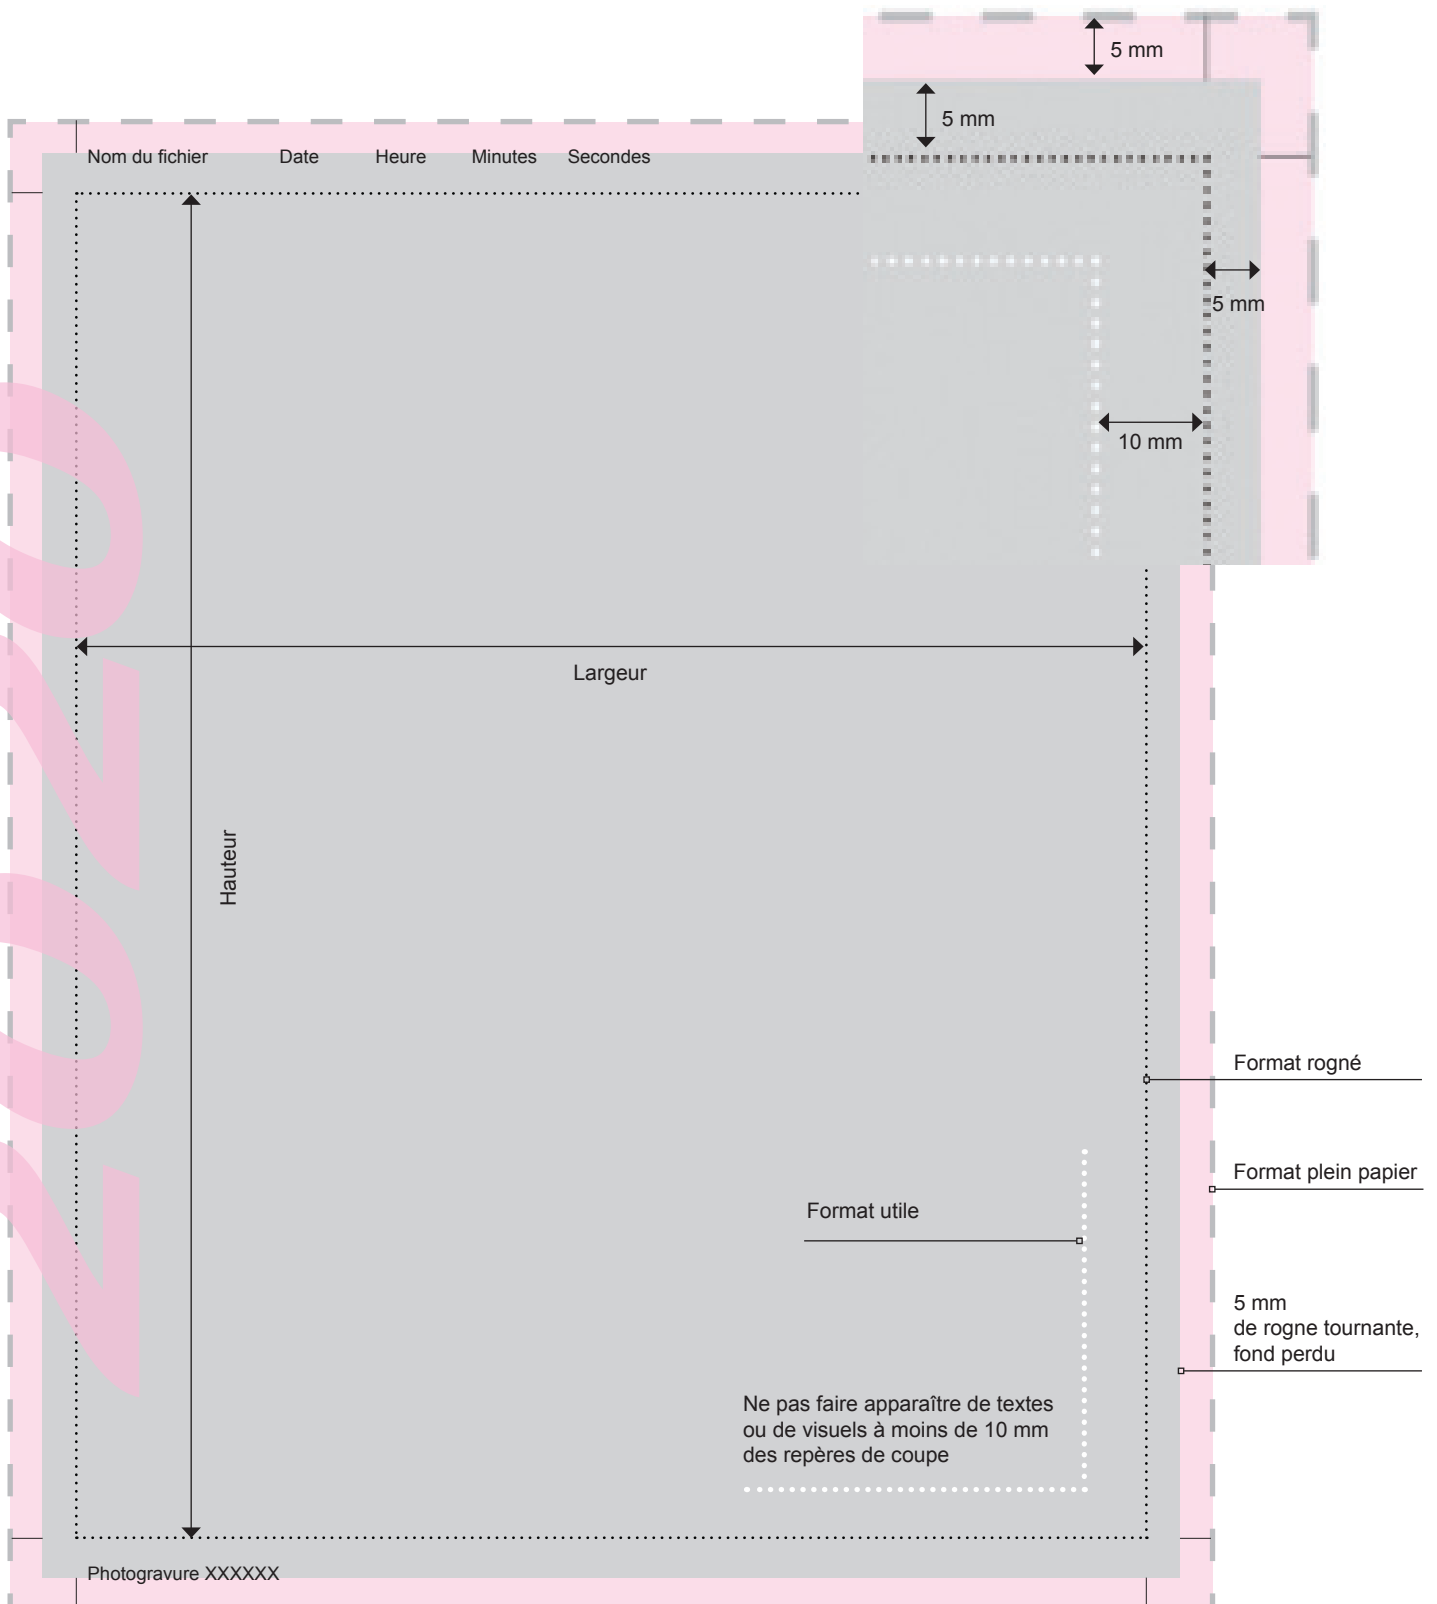 5 mm
5 mm
Nom du fichier Date Heure Minutes Secondes
5 mm
10 mm
Largeur
Hauteur
Format rogné
Format plein papier
Format utile
5 mm
de rogne tournante,
fond perdu
Ne pas faire apparaître de textes
ou de visuels à moins de 10 mm
des repères de coupe
Photogravure XXXXXX